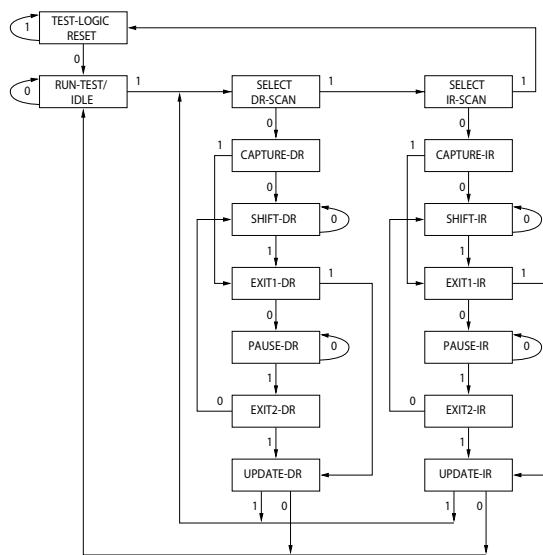 TEST-LOGIC
RESET
1
0
RUN-TEST/
IDLE
0
1
SELECT
DR-SCAN
1
SELECT
IR-SCAN
1
0
0
CAPTURE-DR
1
CAPTURE-IR
1
0
0
SHIFT-DR
0
SHIFT-IR
0
1
1
EXIT1-DR
1
EXIT1-IR
1
0
0
PAUSE-DR
0
PAUSE-IR
0
1
1
EXIT2-DR
0
EXIT2-IR
0
1
1
UPDATE-DR
UPDATE-IR
1
0
1
0